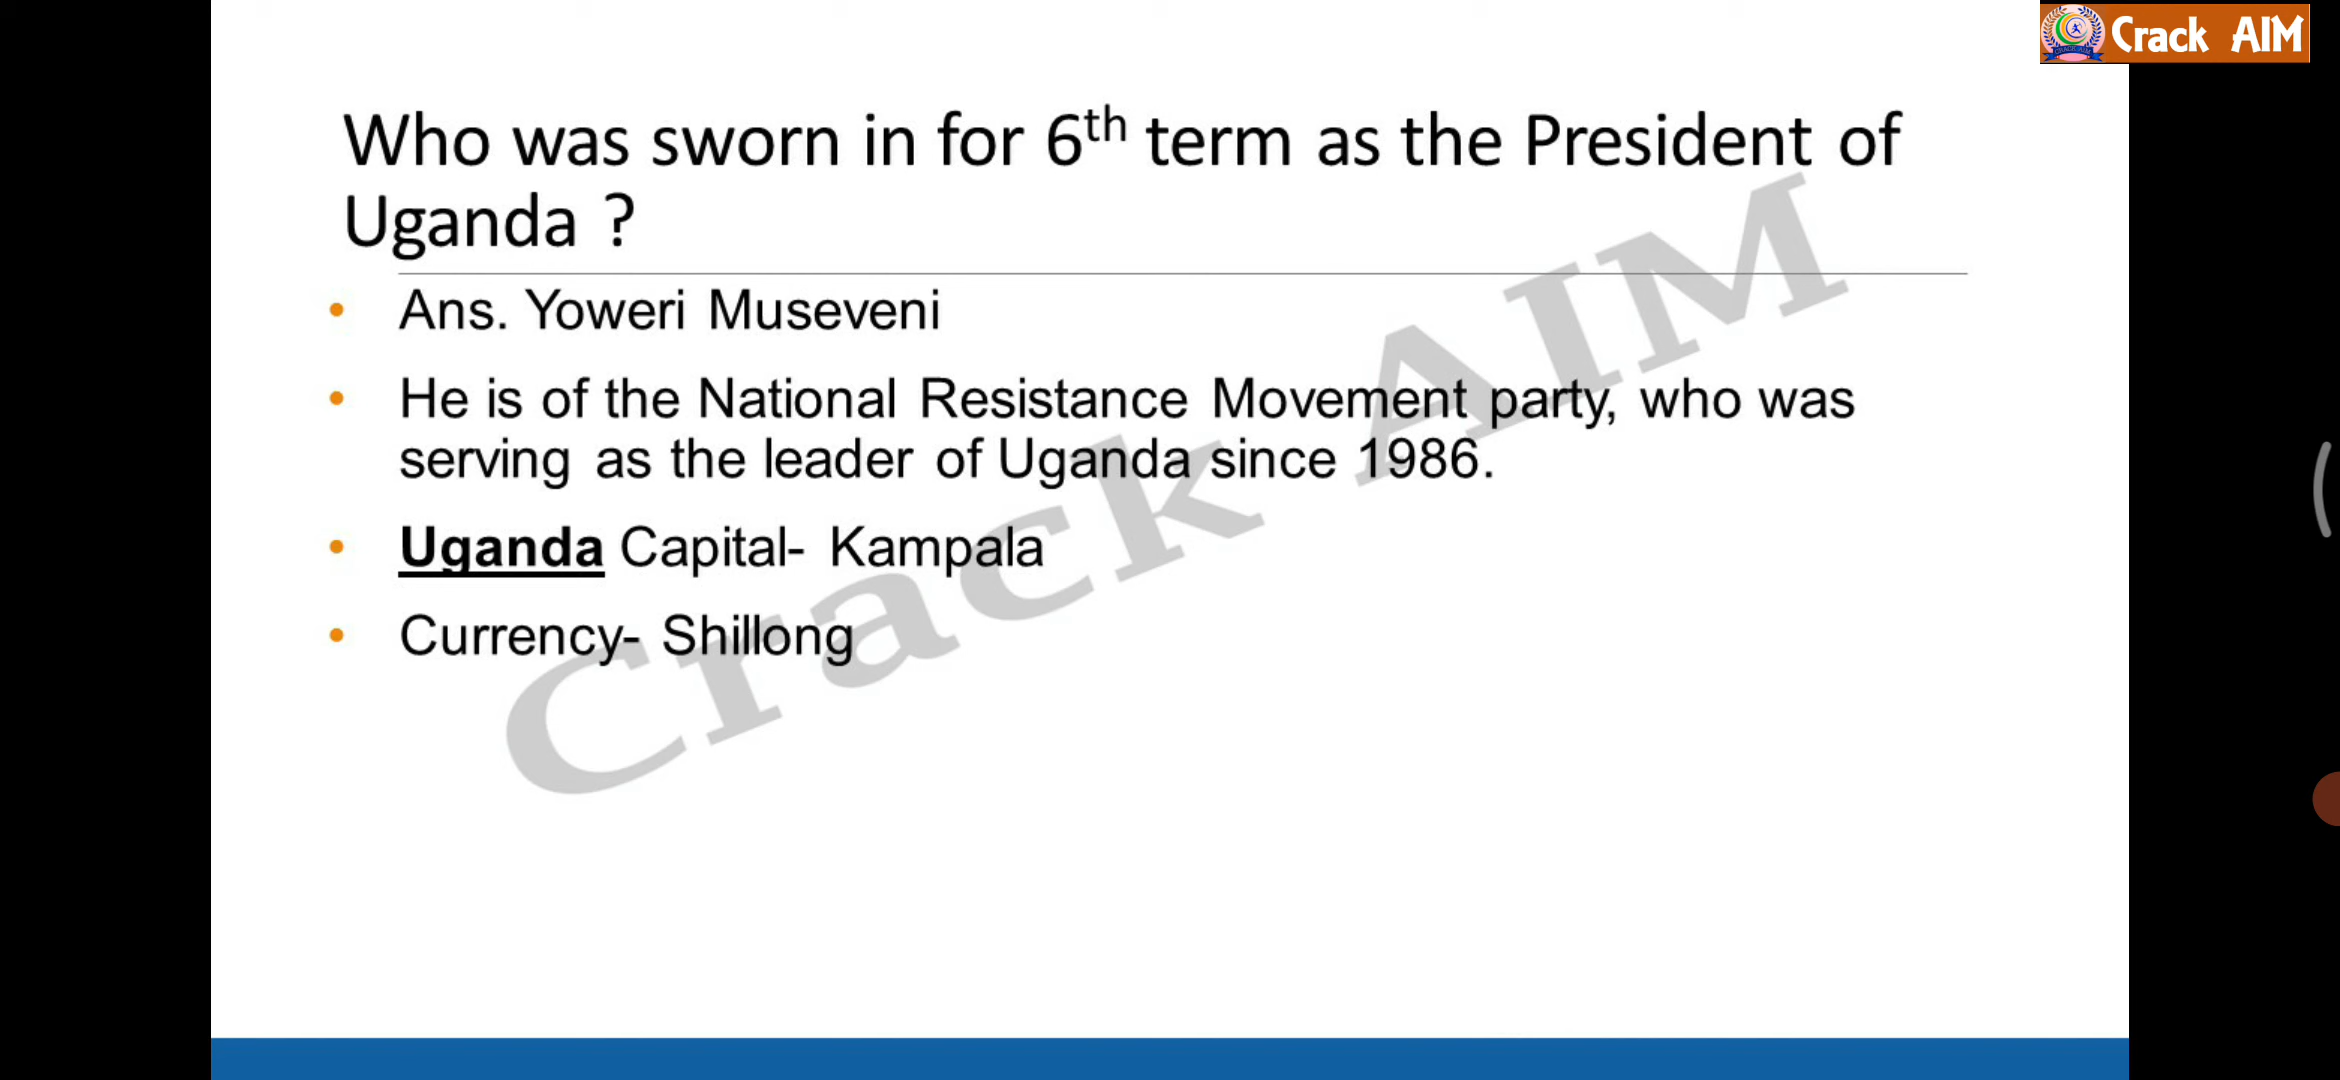 Crack AIM
Who was sworn in for 6th term as the President of
Uganda ?
• Ans. Yoweri Museveni
• He is of the National Resistance Movement party, who was
serving as the leader of Uganda since 1986.
• Uganda Capital- Kampala
• Currency- Shillong
Crack AIM